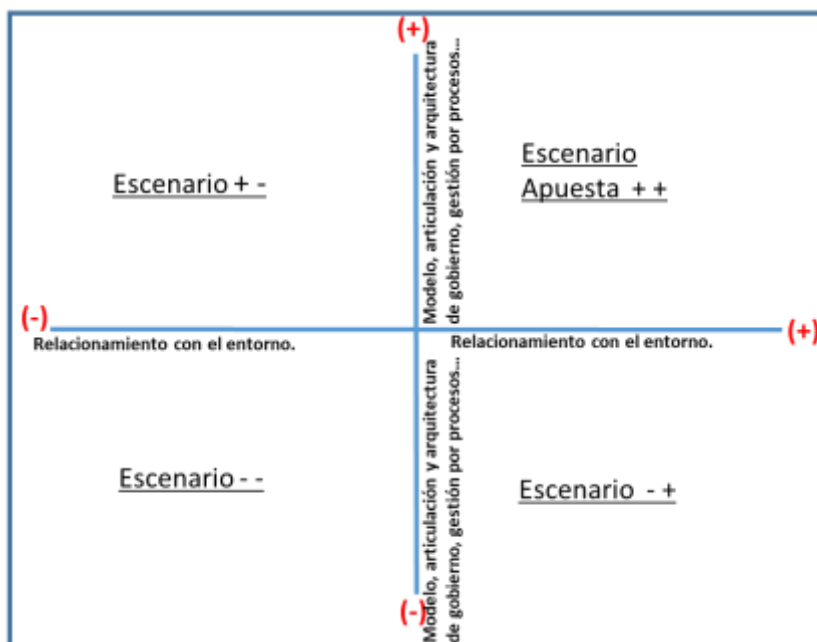 (+)
Modelo, articulación y arquitectura
de gobierno, gestión por procesos...
Escenario + -
Escenario
Apuesta + +
(-)
(+)
Relacionamiento con el entorno.
Relacionamiento con el entorno.
Modelo, articulación y arquitectura
de gobierno, gestión por procesos...
Escenario - -
Escenario - +
(-)